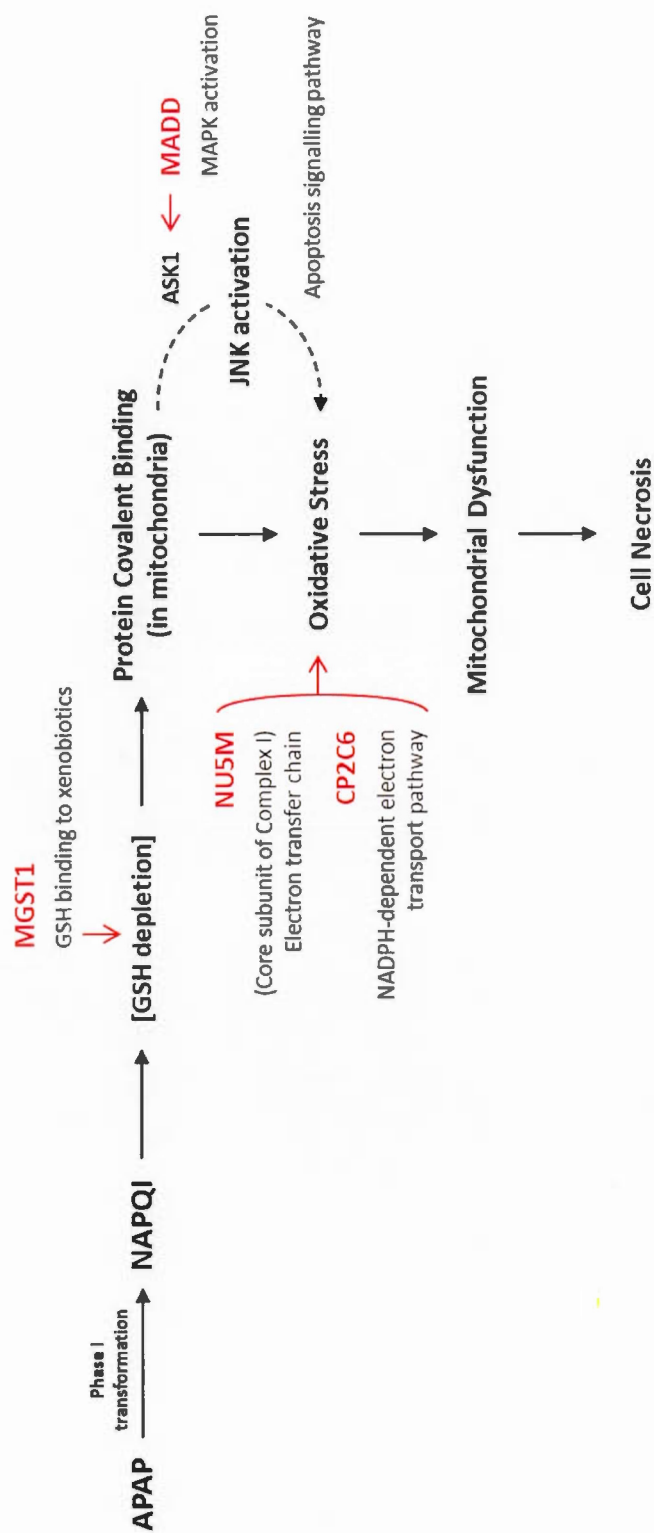 APAP
Phase I
transformation
NAPQI
MGST1
GSH binding to xenobiotics
[GSH depletion]
Protein Covalent Binding
(in mitochondria)
ASK1
MADD
MAPK activation
JNK activation
Apoptosis signalling pathway
NU5M
(Core subunit of Complex I)
Electron transfer chain
CP2C6
NADPH-dependent electron
transport pathway
Oxidative Stress
Mitochondrial Dysfunction
Cell Necrosis